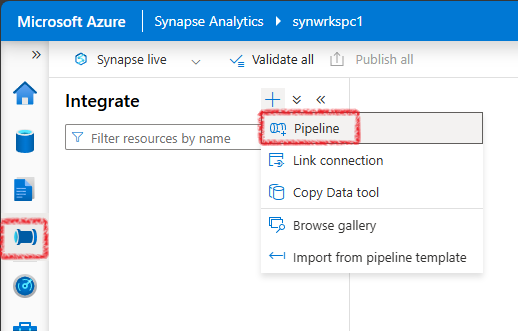 Microsoft Azure Synapse Analytics synwrkspc1
Synapse live Validate all Publish all
Integrate
Filter resources by name
Pipeline
Link connection
Copy Data tool
Browse gallery
Import from pipeline template